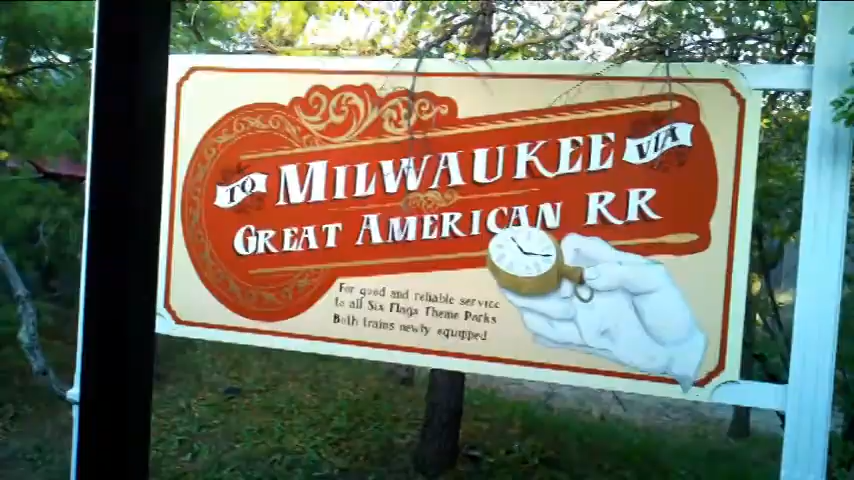 TO MILWAUKEE VIA
GREAT AMERICAN RR
For good and reliable service
to all Six Flags Theme Parks
Both trains newly equipped.